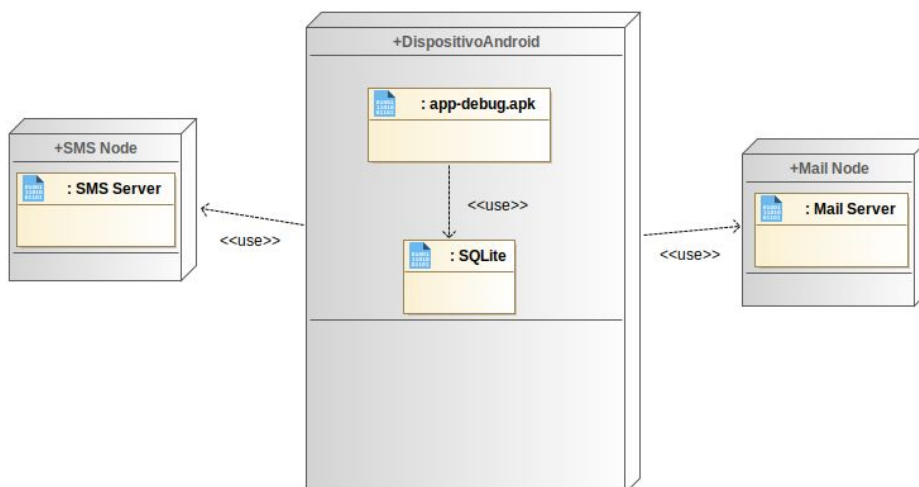 +DispositivoAndroid
: app-debug.apk
<<use>>
: SQLite
+SMS Node
: SMS Server
<<use>>
+Mail Node
: Mail Server
<<use>>